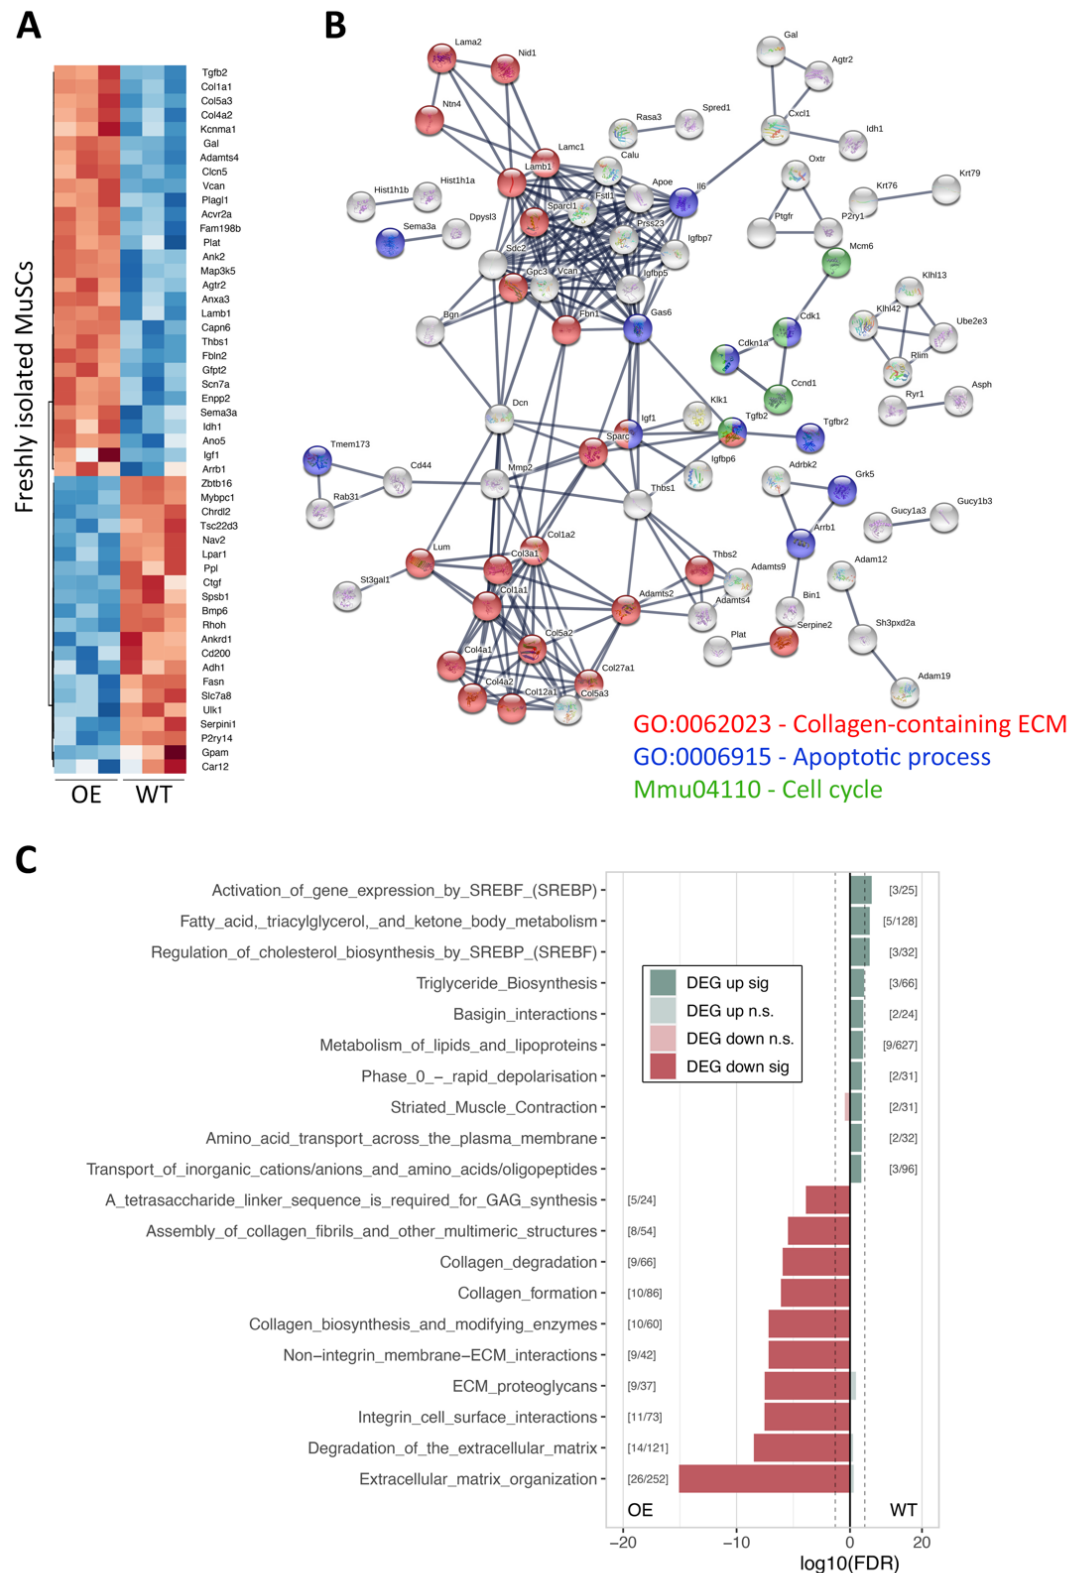 A
Freshly isolated MuSCs
Tgfb2
Col1a1
Col5a3
Col4a2
Kcnma1
Gal
Adamts4
Clcn5
Vcan
Plagl1
Acvr2a
Fam198b
Plat
Ank2
Map3k5
Agtr2
Anxa3
Lamb1
Capn6
Thbs1
Fbln2
Gfpt2
Scn7a
Enpp2
Sema3a
Idh1
Ano5
Igf1
Arrb1
Zbtb16
Mybpc1
Chrdl2
Tsc22d3
Nav2
Lpar1
Ppl
Ctgf
Spsb1
Bmp6
Rhoh
Ankrd1
Cd200
Adh1
Fasn
Slc7a8
Ulk1
Serpini1
P2ry14
Gpam
Car12
OE WT
B
Lama2
Nid1
Ntn4
Gal
Agtr2
Cxcl1
Idh1
Rasa3
Spred1
Lamc1
Lamb1
Calu
Hist1h1b
Hist1h1a
Sparcl1
Fstl1
Apoe
Il6
Oxtr
Krt76
Krt79
Sema3a
Dpysl3
Prss23
Ptgfr
P2ry1
Sdc2
Igfbp7
Mcm6
Gpc3
Vcan
Igfbp5
Klhl13
Bgn
Fbn1
Gas6
Cdk1
Klhl42
Ube2e3
Cdkn1a
Rlim
Ccnd1
Dcn
Igf1
Klk1
Tgfb2
Tgfbr2
Ryr1
Asph
Sparc
Tmem173
Cd44
Mmp2
Igfbp6
Adrbk2
Grk5
Rab31
Thbs1
Gucy1a3
Gucy1b3
Arrb1
Lum
Col3a1
Col1a2
Thbs2
Adamts9
Adam12
St3gal1
Col1a1
Adamts2
Adamts4
Bin1
Col5a2
Plat
Serpine2
Sh3pxd2a
Col4a1
Col27a1
Col4a2
Col12a1
Col5a3
Adam19
GO:0062023 - Collagen-containing ECM
GO:0006915 - Apoptotic process
Mmu04110 - Cell cycle
C
Activation_of_gene_expression_by_SREBF_(SREBP) [3/25]
Fatty_acid,_triacylglycerol,_and_ketone_body_metabolism [5/128]
Regulation_of_cholesterol_biosynthesis_by_SREBP_(SREBF) [3/32]
Triglyceride_Biosynthesis [3/66]
Basigin_interactions [2/24]
Metabolism_of_lipids_and_lipoproteins [9/627]
Phase_0_−_rapid_depolarisation [2/31]
Striated_Muscle_Contraction [2/31]
Amino_acid_transport_across_the_plasma_membrane [2/32]
Transport_of_inorganic_cations/anions_and_amino_acids/oligopeptides [3/96]
A_tetrasaccharide_linker_sequence_is_required_for_GAG_synthesis [5/24]
Assembly_of_collagen_fibrils_and_other_multimeric_structures [8/54]
Collagen_degradation [9/66]
Collagen_formation [10/86]
Collagen_biosynthesis_and_modifying_enzymes [10/60]
Non−integrin_membrane−ECM_interactions [9/42]
ECM_proteoglycans [9/37]
Integrin_cell_surface_interactions [11/73]
Degradation_of_the_extracellular_matrix [14/121]
Extracellular_matrix_organization [26/252]
DEG up sig
DEG up n.s.
DEG down n.s.
DEG down sig
OE WT
−20 −10 0 20
log10(FDR)